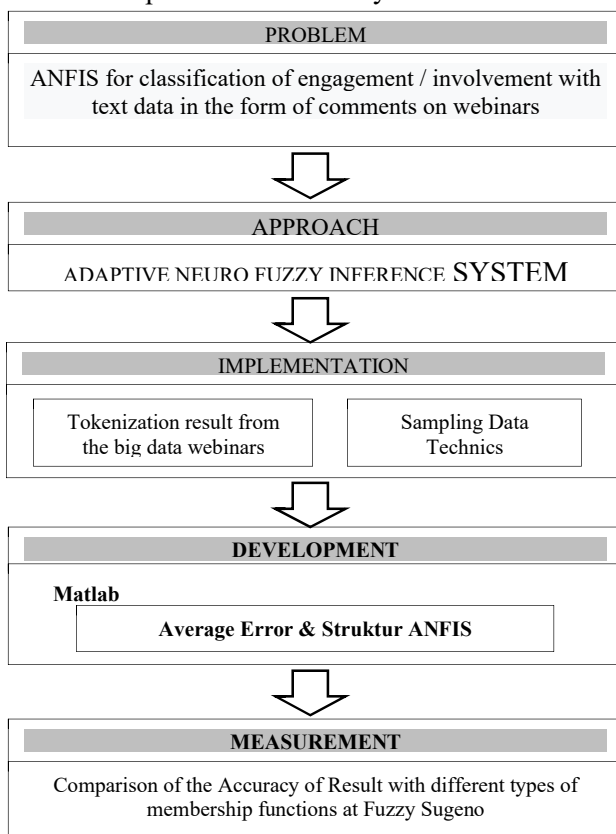 PROBLEM
ANFIS for classification of engagement / involvement with
text data in the form of comments on webinars
APPROACH
ADAPTIVE NEURO FUZZY INFERENCE SYSTEM
IMPLEMENTATION
Tokenization result from
the big data webinars
Sampling Data
Technics
DEVELOPMENT
Matlab
Average Error & Struktur ANFIS
MEASUREMENT
Comparison of the Accuracy of Result with different types of
membership functions at Fuzzy Sugeno